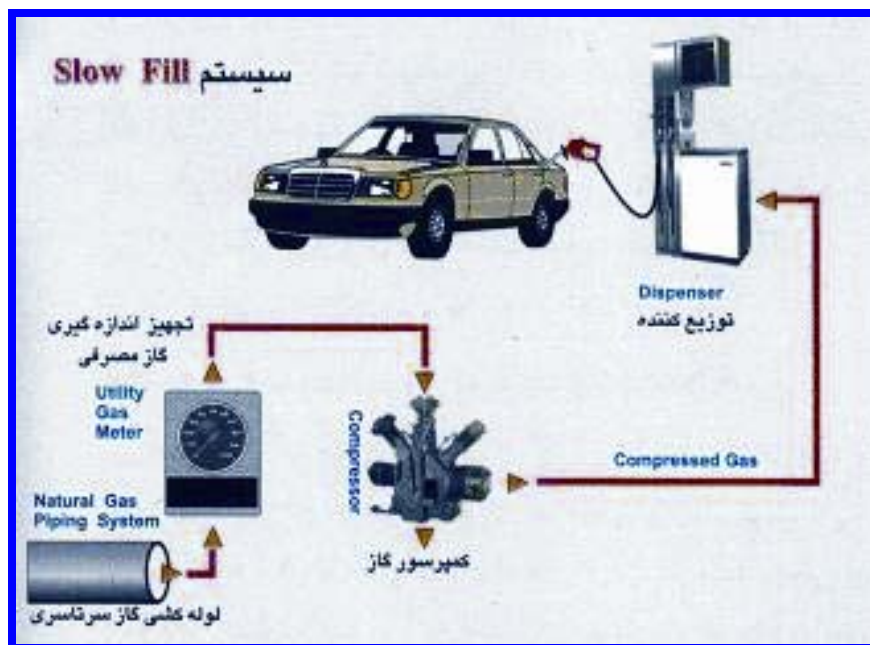 سیستم Slow Fill
Dispenser
توزیع کننده
تجهیز اندازه گیری
گاز مصرفی
Utility
Gas
Meter
Compressor
Compressed Gas
کمپرسور گاز
Natural Gas
Piping System
لوله کشی گاز سرتاسری